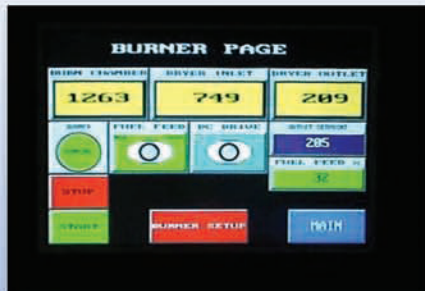 BURNER PAGE
BURN CHAMBER DRYER INLET DRYER OUTLET
1263 749 209
FUEL FEED DC DRIVE
205
FUEL FEED %
32
STOP
START BURNER SETUP MAIN